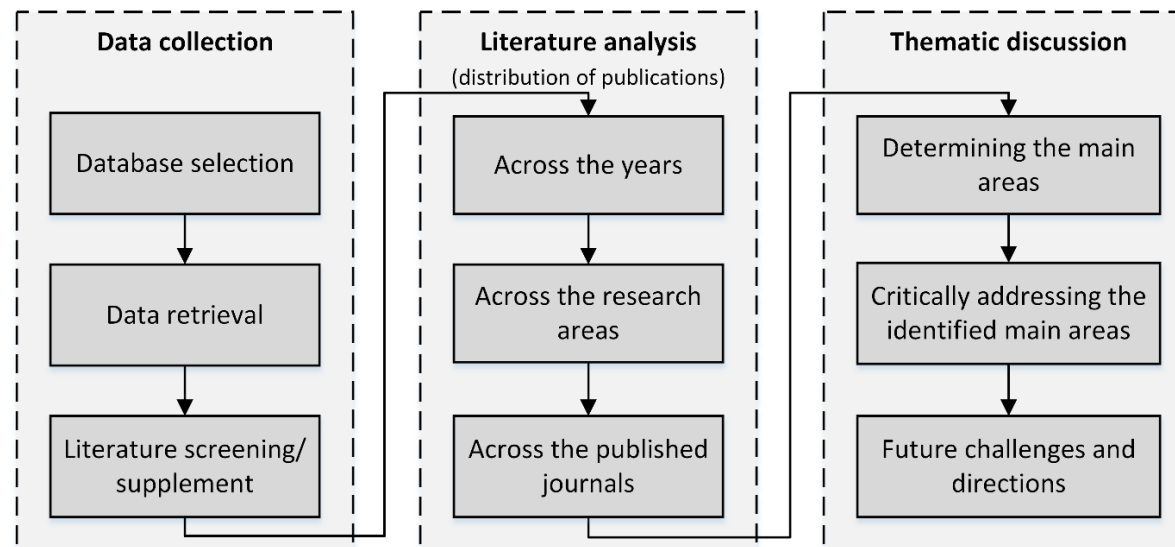 Data collection
Database selection
Data retrieval
Literature screening/
supplement
Literature analysis
(distribution of publications)
Across the years
Across the research
areas
Across the published
journals
Thematic discussion
Determining the main
areas
Critically addressing the
identified main areas
Future challenges and
directions